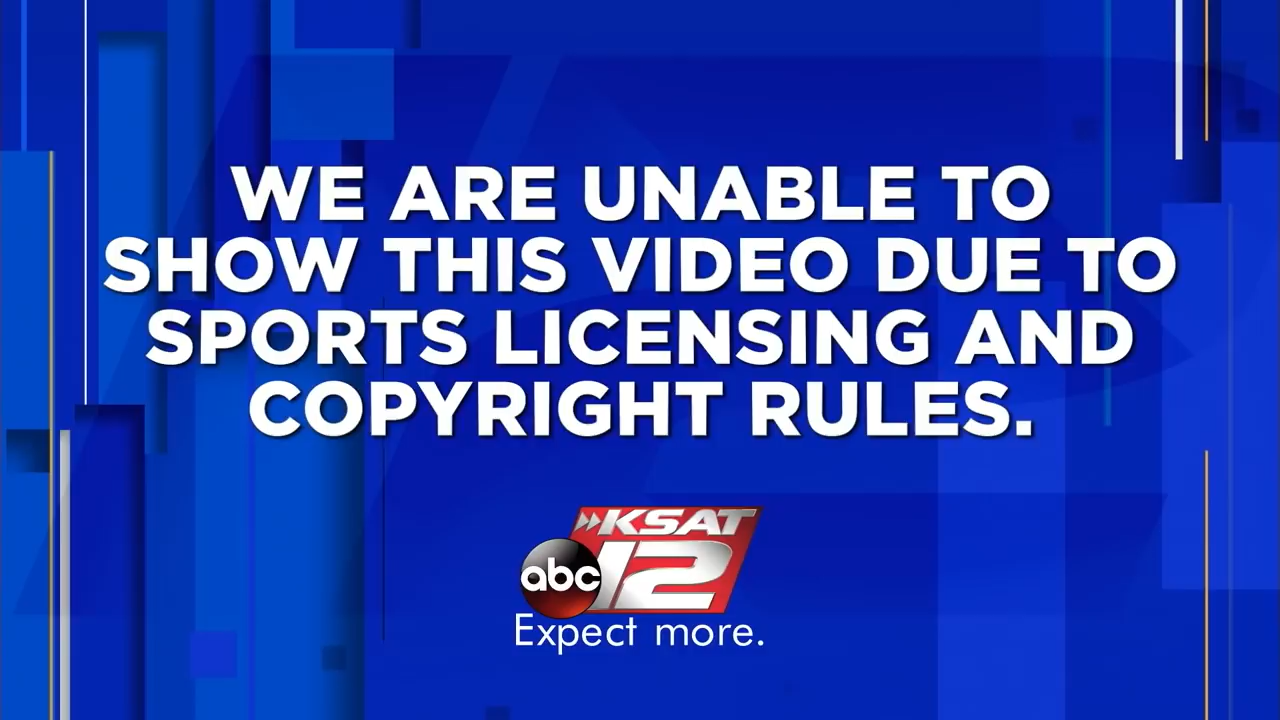 WE ARE UNABLE TO
SHOW THIS VIDEO DUE TO
SPORTS LICENSING AND
COPYRIGHT RULES.
KSAT
abc 12
Expect more.